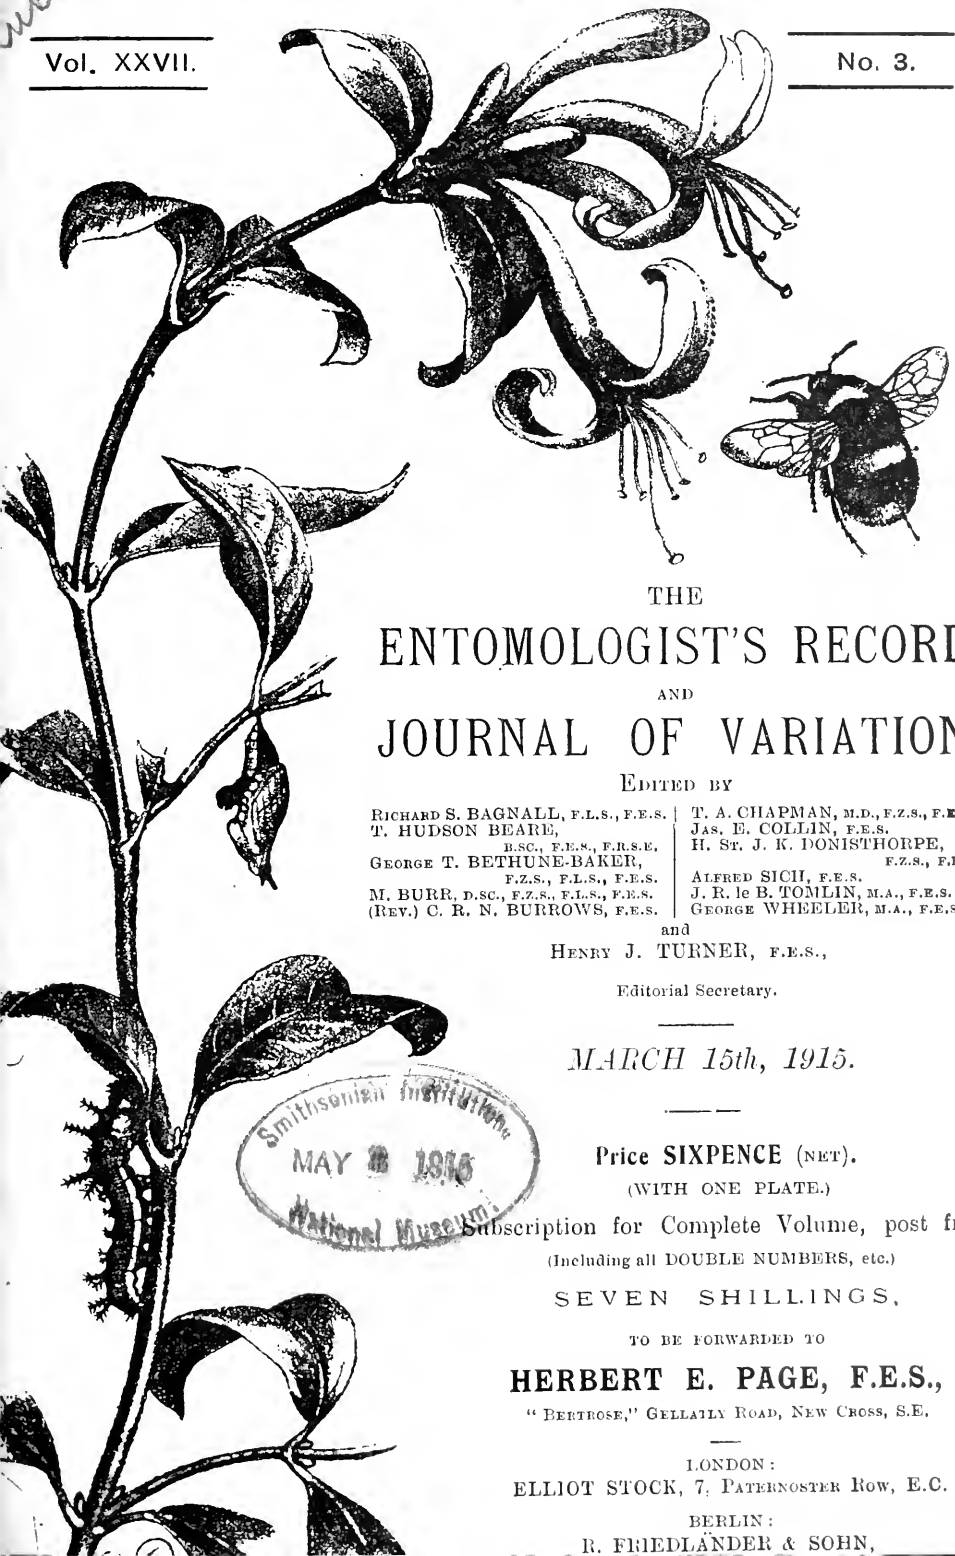 Vol. XXVII.
No. 3.
THE
ENTOMOLOGIST'S RECORD
AND
JOURNAL OF VARIATION
EDITED BY
RICHARD S. BAGNALL, F.L.S., F.E.S.
T. HUDSON BEARE,
B.SC., F.E.S., F.R.S.E,
GEORGE T. BETHUNE-BAKER,
F.Z.S., F.L.S., F.E.S.
M. BURR, D.SC., F.Z.S., F.L.S., F.E.S.
(REV.) C. R. N. BURROWS, F.E.S.
T. A. CHAPMAN, M.D., F.Z.S., F.E
JAS. E. COLLIN, F.E.S.
H. ST. J. K. DONISTHORPE,
F.Z.S., F.E
ALFRED SICH, F.E.S.
J. R. le B. TOMLIN, M.A., F.E.S.
GEORGE WHEELER, M.A., F.E.S
and
HENRY J. TURNER, F.E.S.,
Editorial Secretary.
MARCH 15th, 1915.
Smithsonian Institution
MAY 1915
National Museum
Price SIXPENCE (NET).
(WITH ONE PLATE.)
Subscription for Complete Volume, post fr
(Including all DOUBLE NUMBERS, etc.)
SEVEN SHILLINGS,
TO BE FORWARDED TO
HERBERT E. PAGE, F.E.S.,
"BERTROSE," GELLATLY ROAD, NEW CROSS, S.E.
LONDON:
ELLIOT STOCK, 7, PATERNOSTER ROW, E.C.
BERLIN:
R. FRIEDLÄNDER & SOHN,